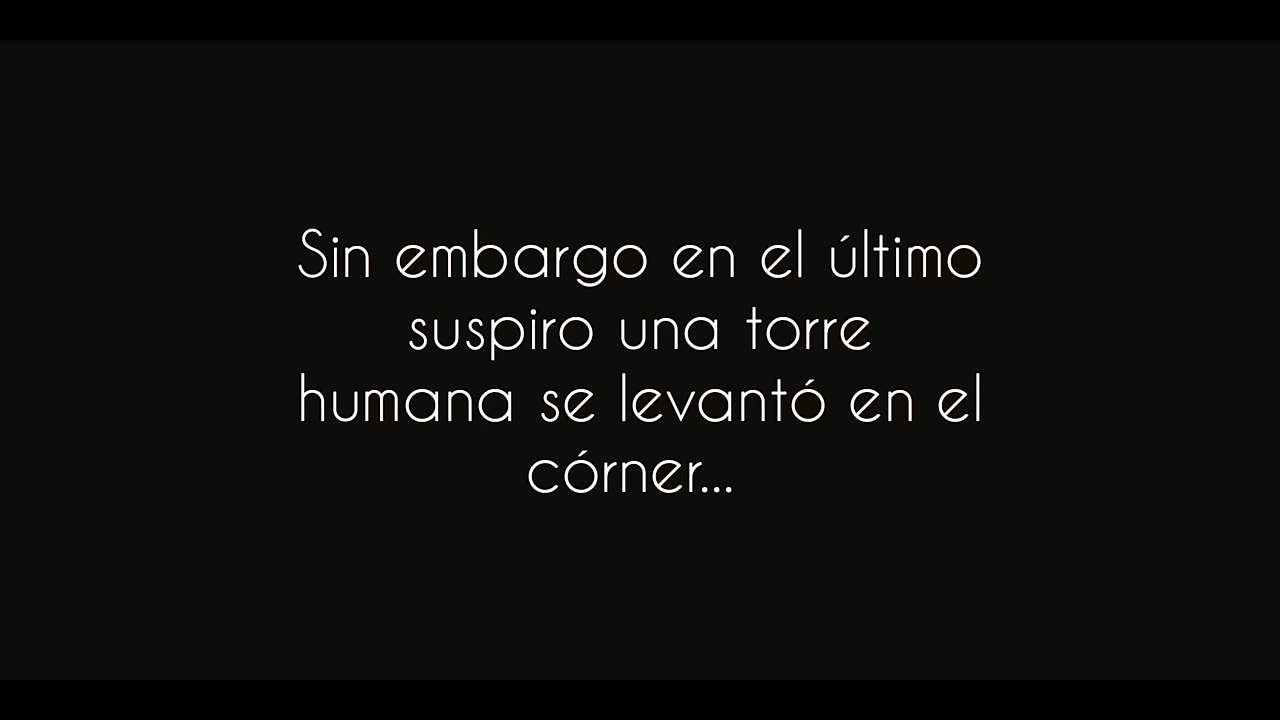 Sin embargo en el último
suspiro una torre
humana se levantó en el
córner...